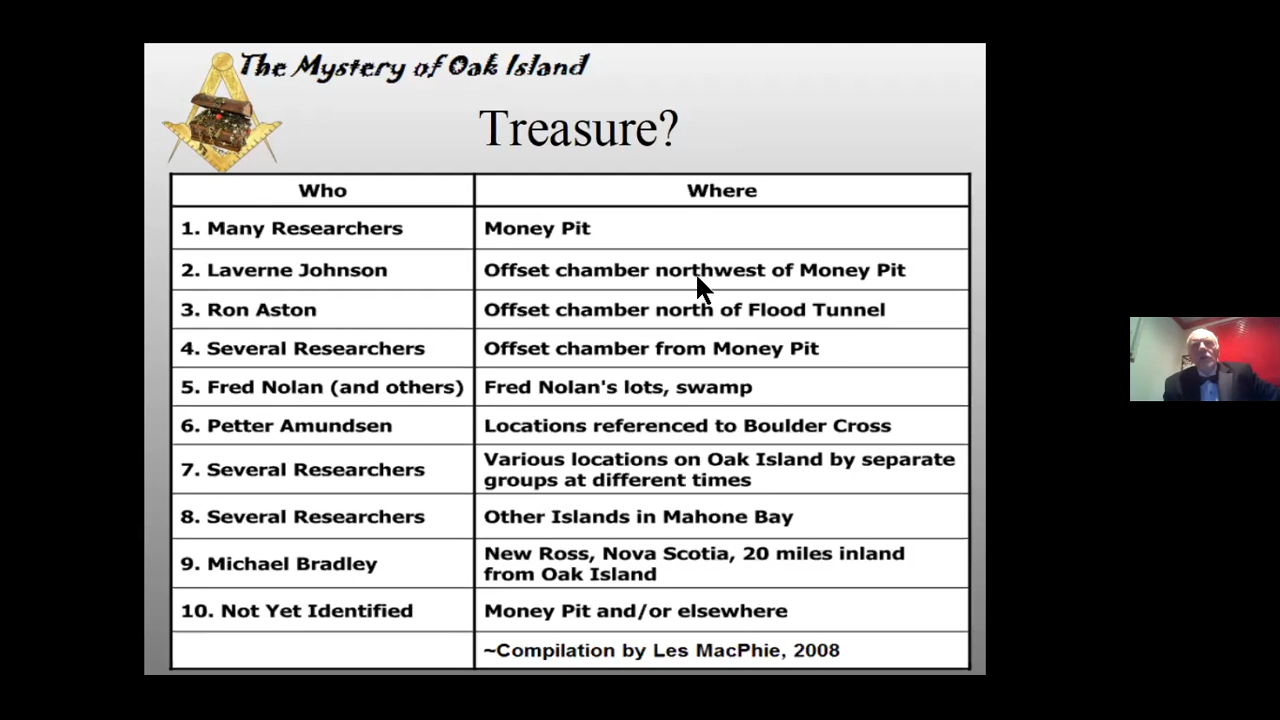 The Mystery of Oak Island
Treasure?
Who Where
1. Many Researchers Money Pit
2. Laverne Johnson Offset chamber northwest of Money Pit
3. Ron Aston Offset chamber north of Flood Tunnel
4. Several Researchers Offset chamber from Money Pit
5. Fred Nolan (and others) Fred Nolan's lots, swamp
6. Petter Amundsen Locations referenced to Boulder Cross
7. Several Researchers Various locations on Oak Island by separate
groups at different times
8. Several Researchers Other Islands in Mahone Bay
9. Michael Bradley New Ross, Nova Scotia, 20 miles inland
from Oak Island
10. Not Yet Identified Money Pit and/or elsewhere
~Compilation by Les MacPhie, 2008